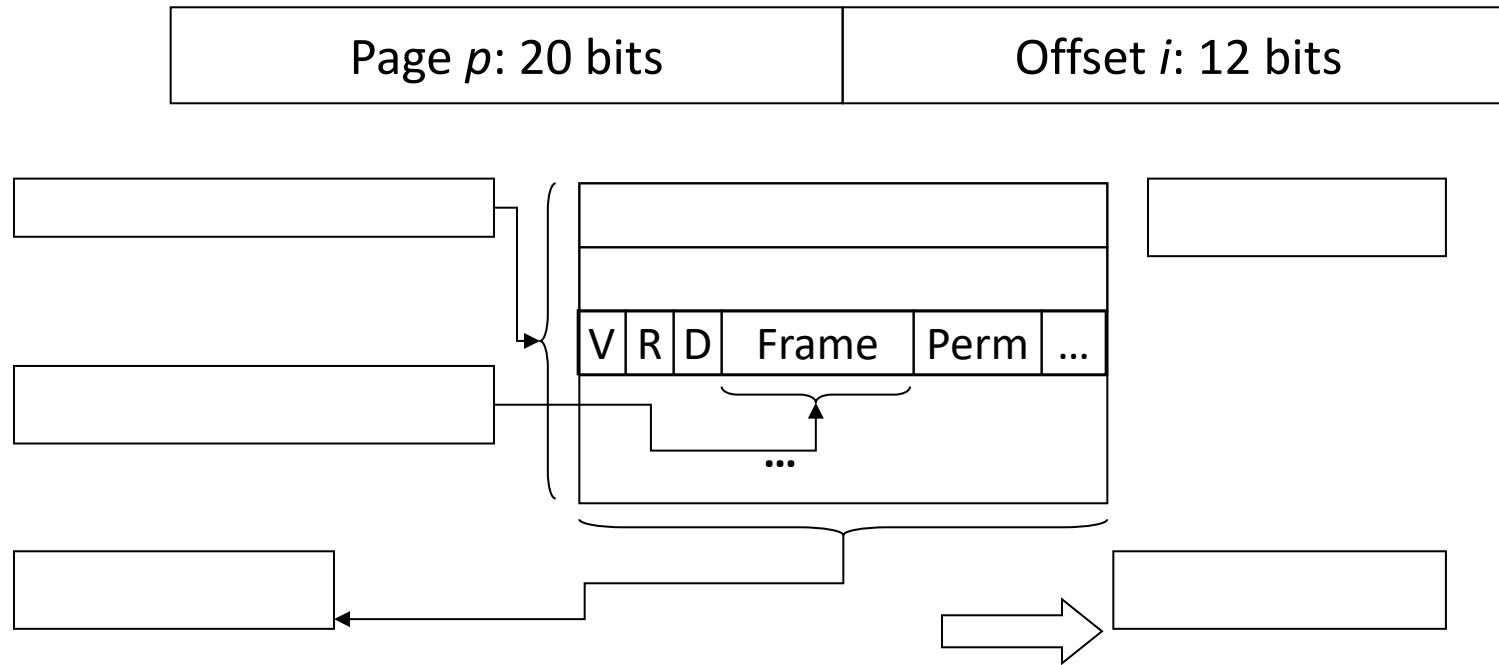 Page p: 20 bits Offset i: 12 bits
V R D Frame Perm ...
...